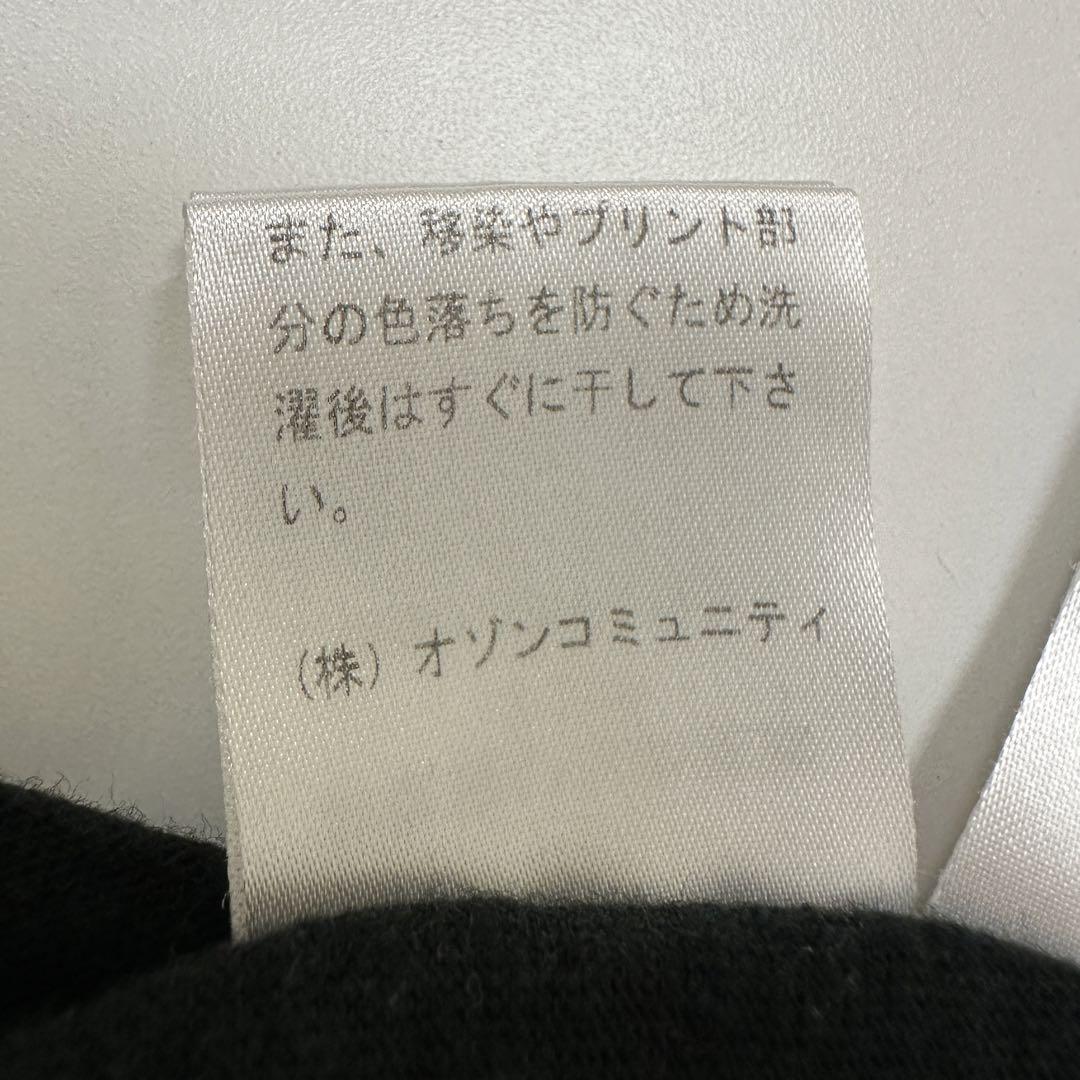 また、移染やプリント部
分の色落ちを防ぐため洗
濯後はすぐに干して下さ
い。
(株) オゾンコミュニティ